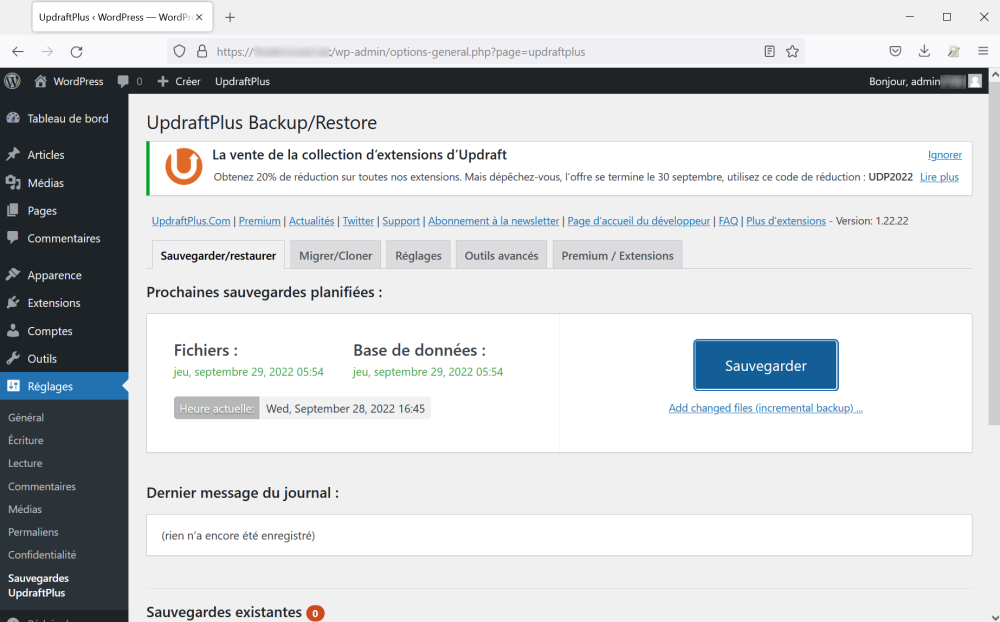 UpdraftPlus ‹ WordPress — WordPr
https:// /wp-admin/options-general.php?page=updraftplus
WordPress 0 Créer UpdraftPlus Bonjour, admin
Tableau de bord
Articles
Médias
Pages
Commentaires
Apparence
Extensions
Comptes
Outils
Réglages
Général
Écriture
Lecture
Commentaires
Médias
Permaliens
Confidentialité
Sauvegardes
UpdraftPlus
UpdraftPlus Backup/Restore
La vente de la collection d’extensions d’Updraft
Ignorer
Obtenez 20% de réduction sur toutes nos extensions. Mais dépêchez-vous, l’offre se termine le 30 septembre, utilisez ce code de réduction : UDP2022 Lire plus
UpdraftPlus.Com | Premium | Actualités | Twitter | Support | Abonnement à la newsletter | Page d’accueil du développeur | FAQ | Plus d’extensions - Version: 1.22.22
Sauvegarder/restaurer Migrer/Cloner Réglages Outils avancés Premium / Extensions
Prochaines sauvegardes planifiées :
Fichiers : Base de données :
jeu, septembre 29, 2022 05:54 jeu, septembre 29, 2022 05:54
Heure actuelle: Wed, September 28, 2022 16:45
Sauvegarder
Add changed files (incremental backup) ...
Dernier message du journal :
(rien n’a encore été enregistré)
Sauvegardes existantes 0